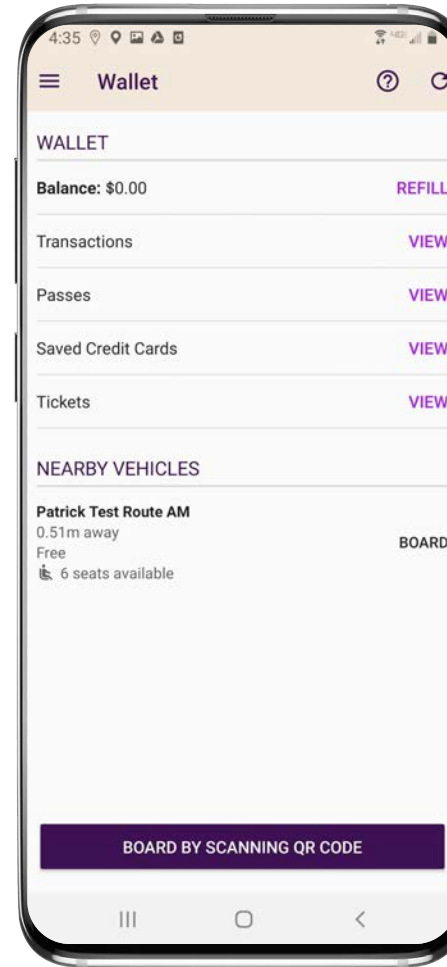 4:35
Wallet
WALLET
Balance: $0.00 REFILL
Transactions VIEW
Passes VIEW
Saved Credit Cards VIEW
Tickets VIEW
NEARBY VEHICLES
Patrick Test Route AM
0.51m away
Free
BOARD
6 seats available
BOARD BY SCANNING QR CODE